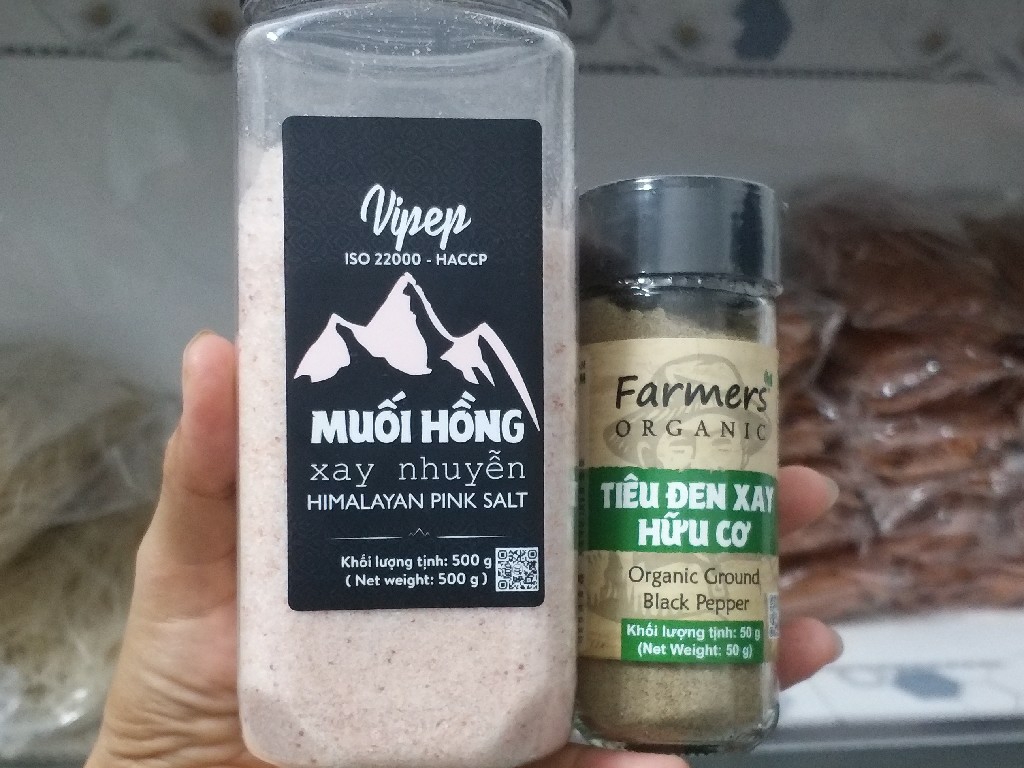 Vipep
ISO 22000 - HACCP
MUỐI HỒNG
xay nhuyễn
HIMALAYAN PINK SALT
Khối lượng tịnh: 500 g
( Net weight: 500 g )
Farmers
ORGANIC
TIÊU ĐEN XAY
HỮU CƠ
Organic Ground
Black Pepper
Khối lượng tịnh: 50 g
(Net Weight: 50 g)